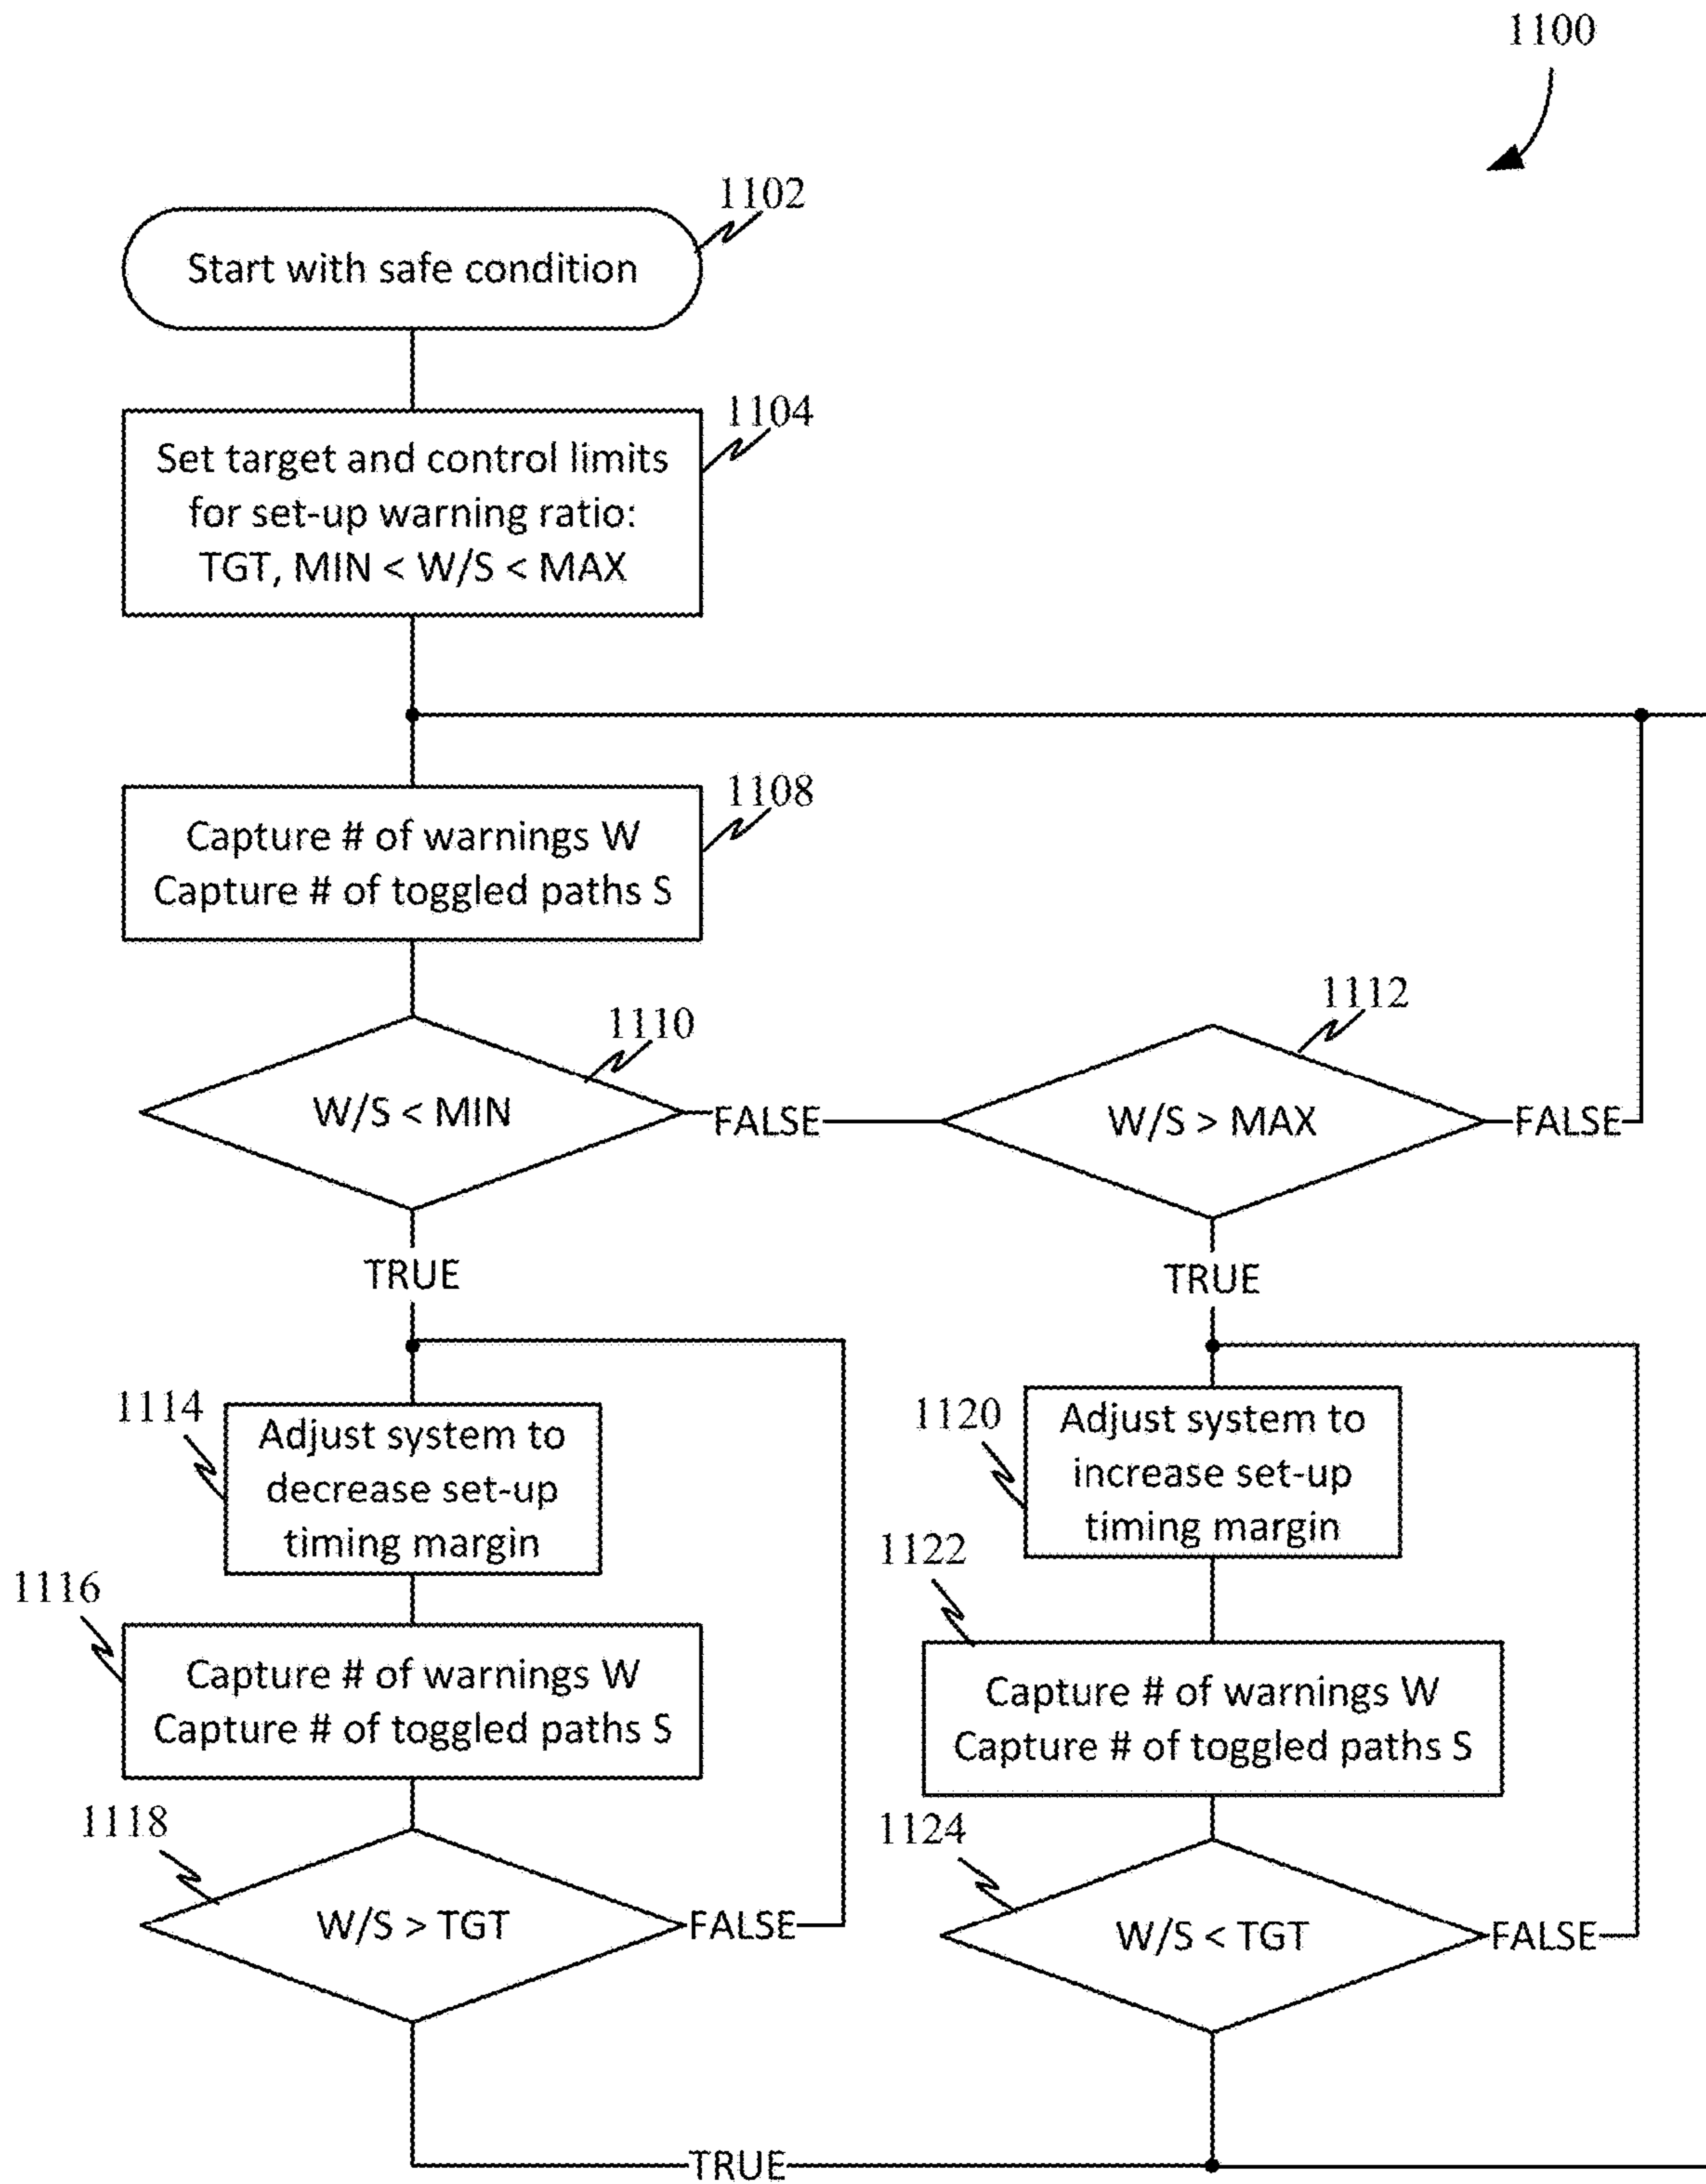 1100
1102
Start with safe condition
1104
Set target and control limits
for set-up warning ratio:
TGT, MIN < W/S < MAX
1108
Capture # of warnings W
Capture # of toggled paths S
1110
W/S < MIN
FALSE
1112
W/S > MAX
FALSE
TRUE
TRUE
1114
Adjust system to
decrease set-up
timing margin
1120
Adjust system to
increase set-up
timing margin
1116
Capture # of warnings W
Capture # of toggled paths S
1122
Capture # of warnings W
Capture # of toggled paths S
1118
W/S > TGT
FALSE
1124
W/S < TGT
FALSE
TRUE